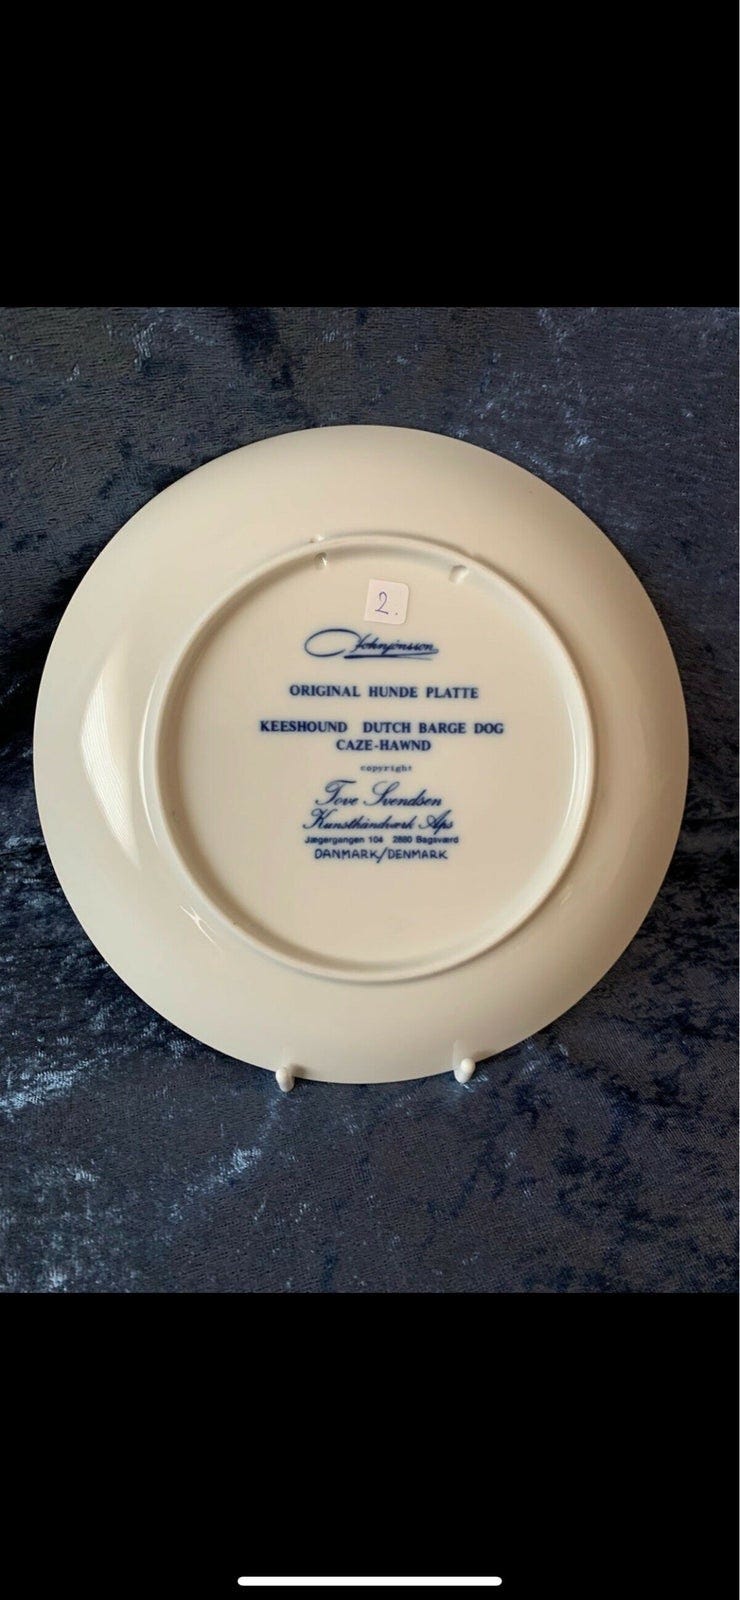 2.
Johnjönsson
ORIGINAL HUNDE PLATTE
KEESHOUND DUTCH BARGE DOG
CAZE-HAWND
copyright
Tove Svendsen
Kunsthåndværk Aps
Jægergangen 104 2880 Bagsværd
DANMARK/DENMARK